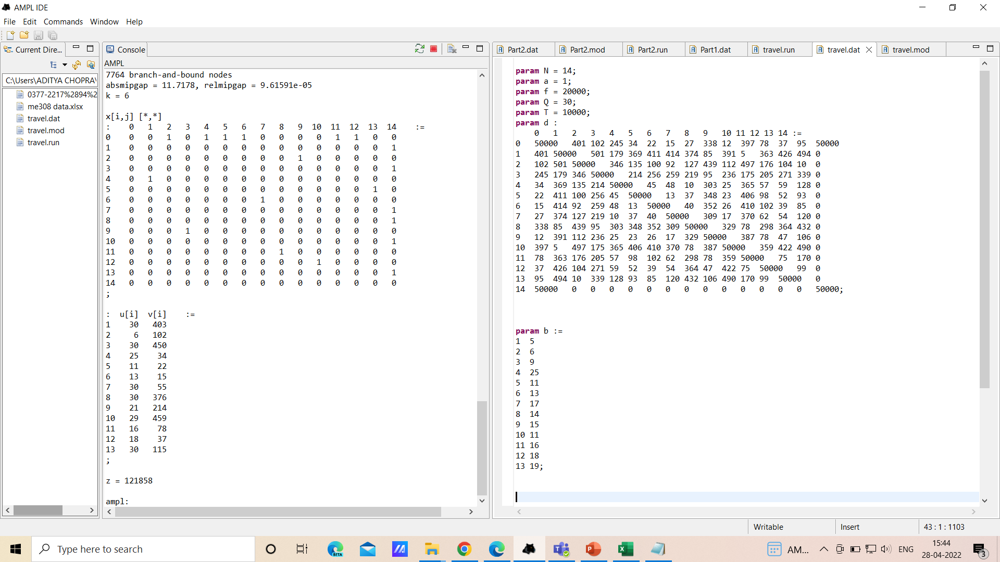 AMPL IDE
File Edit Commands Window Help
Current Dire...
C:\Users\ADITYA CHOPRA\
0377-2217%2894%2
me308 data.xlsx
travel.dat
travel.mod
travel.run
Console
AMPL
7764 branch-and-bound nodes
absmipgap = 11.7178, relmipgap = 9.61591e-05
k = 6
x[i,j] [*,*]
: 0 1 2 3 4 5 6 7 8 9 10 11 12 13 14 :=
0 0 0 1 0 1 1 1 0 0 0 0 1 1 0 0
1 0 0 0 0 0 0 0 0 0 0 0 0 0 0 1
2 0 0 0 0 0 0 0 0 0 1 0 0 0 0 0
3 0 0 0 0 0 0 0 0 0 0 0 0 0 0 1
4 0 1 0 0 0 0 0 0 0 0 0 0 0 0 0
5 0 0 0 0 0 0 0 0 0 0 0 0 0 1 0
6 0 0 0 0 0 0 0 1 0 0 0 0 0 0 0
7 0 0 0 0 0 0 0 0 0 0 0 0 0 0 1
8 0 0 0 0 0 0 0 0 0 0 0 0 0 0 1
9 0 0 0 1 0 0 0 0 0 0 0 0 0 0 0
10 0 0 0 0 0 0 0 0 0 0 0 0 0 0 1
11 0 0 0 0 0 0 0 0 1 0 0 0 0 0 0
12 0 0 0 0 0 0 0 0 0 0 1 0 0 0 0
13 0 0 0 0 0 0 0 0 0 0 0 0 0 0 1
14 0 0 0 0 0 0 0 0 0 0 0 0 0 0 0
;
: u[i] v[i] :=
1 30 403
2 6 102
3 30 450
4 25 34
5 11 22
6 13 15
7 30 55
8 30 376
9 21 214
10 29 459
11 16 78
12 18 37
13 30 115
;
z = 121858
ampl:
Part2.dat Part2.mod Part2.run Part1.dat travel.run travel.dat travel.mod
param N = 14;
param a = 1;
param f = 20000;
param Q = 30;
param T = 10000;
param d :
0 1 2 3 4 5 6 7 8 9 10 11 12 13 14 :=
0 50000 401 102 245 34 22 15 27 338 12 397 78 37 95 50000
1 401 50000 501 179 369 411 414 374 85 391 5 363 426 494 0
2 102 501 50000 346 135 100 92 127 439 112 497 176 104 10 0
3 245 179 346 50000 214 256 259 219 95 236 175 205 271 339 0
4 34 369 135 214 50000 45 48 10 303 25 365 57 59 128 0
5 22 411 100 256 45 50000 13 37 348 23 406 98 52 93 0
6 15 414 92 259 48 13 50000 40 352 26 410 102 39 85 0
7 27 374 127 219 10 37 40 50000 309 17 370 62 54 120 0
8 338 85 439 95 303 348 352 309 50000 329 78 298 364 432 0
9 12 391 112 236 25 23 26 17 329 50000 387 78 47 106 0
10 397 5 497 175 365 406 410 370 78 387 50000 359 422 490 0
11 78 363 176 205 57 98 102 62 298 78 359 50000 75 170 0
12 37 426 104 271 59 52 39 54 364 47 422 75 50000 99 0
13 95 494 10 339 128 93 85 120 432 106 490 170 99 50000 0
14 50000 0 0 0 0 0 0 0 0 0 0 0 0 0 50000;
param b :=
1 5
2 6
3 9
4 25
5 11
6 13
7 17
8 14
9 15
10 11
11 16
12 18
13 19;
Writable Insert 43 : 1 : 1103
Type here to search
BETA
AM...
ENG
15:44
28-04-2022
3